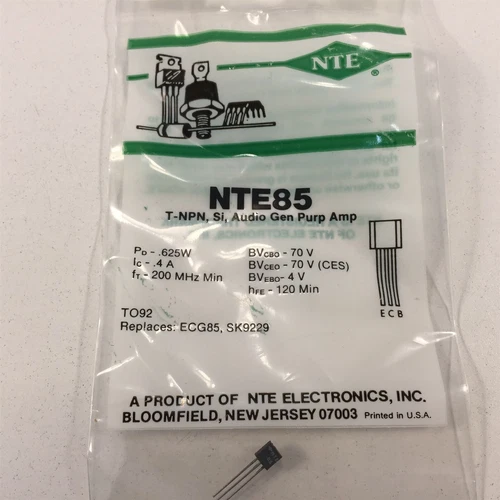 NTE
®
NTE85
T-NPN, Si, Audio Gen Purp Amp
PD - .625W
IC - .4 A
fT - 200 MHz Min
BVCBO - 70 V
BVCEO - 70 V (CES)
BVEBO - 4 V
hFE - 120 Min
E C B
TO92
Replaces: ECG85, SK9229
A PRODUCT OF NTE ELECTRONICS, INC.
BLOOMFIELD, NEW JERSEY 07003 Printed in U.S.A.